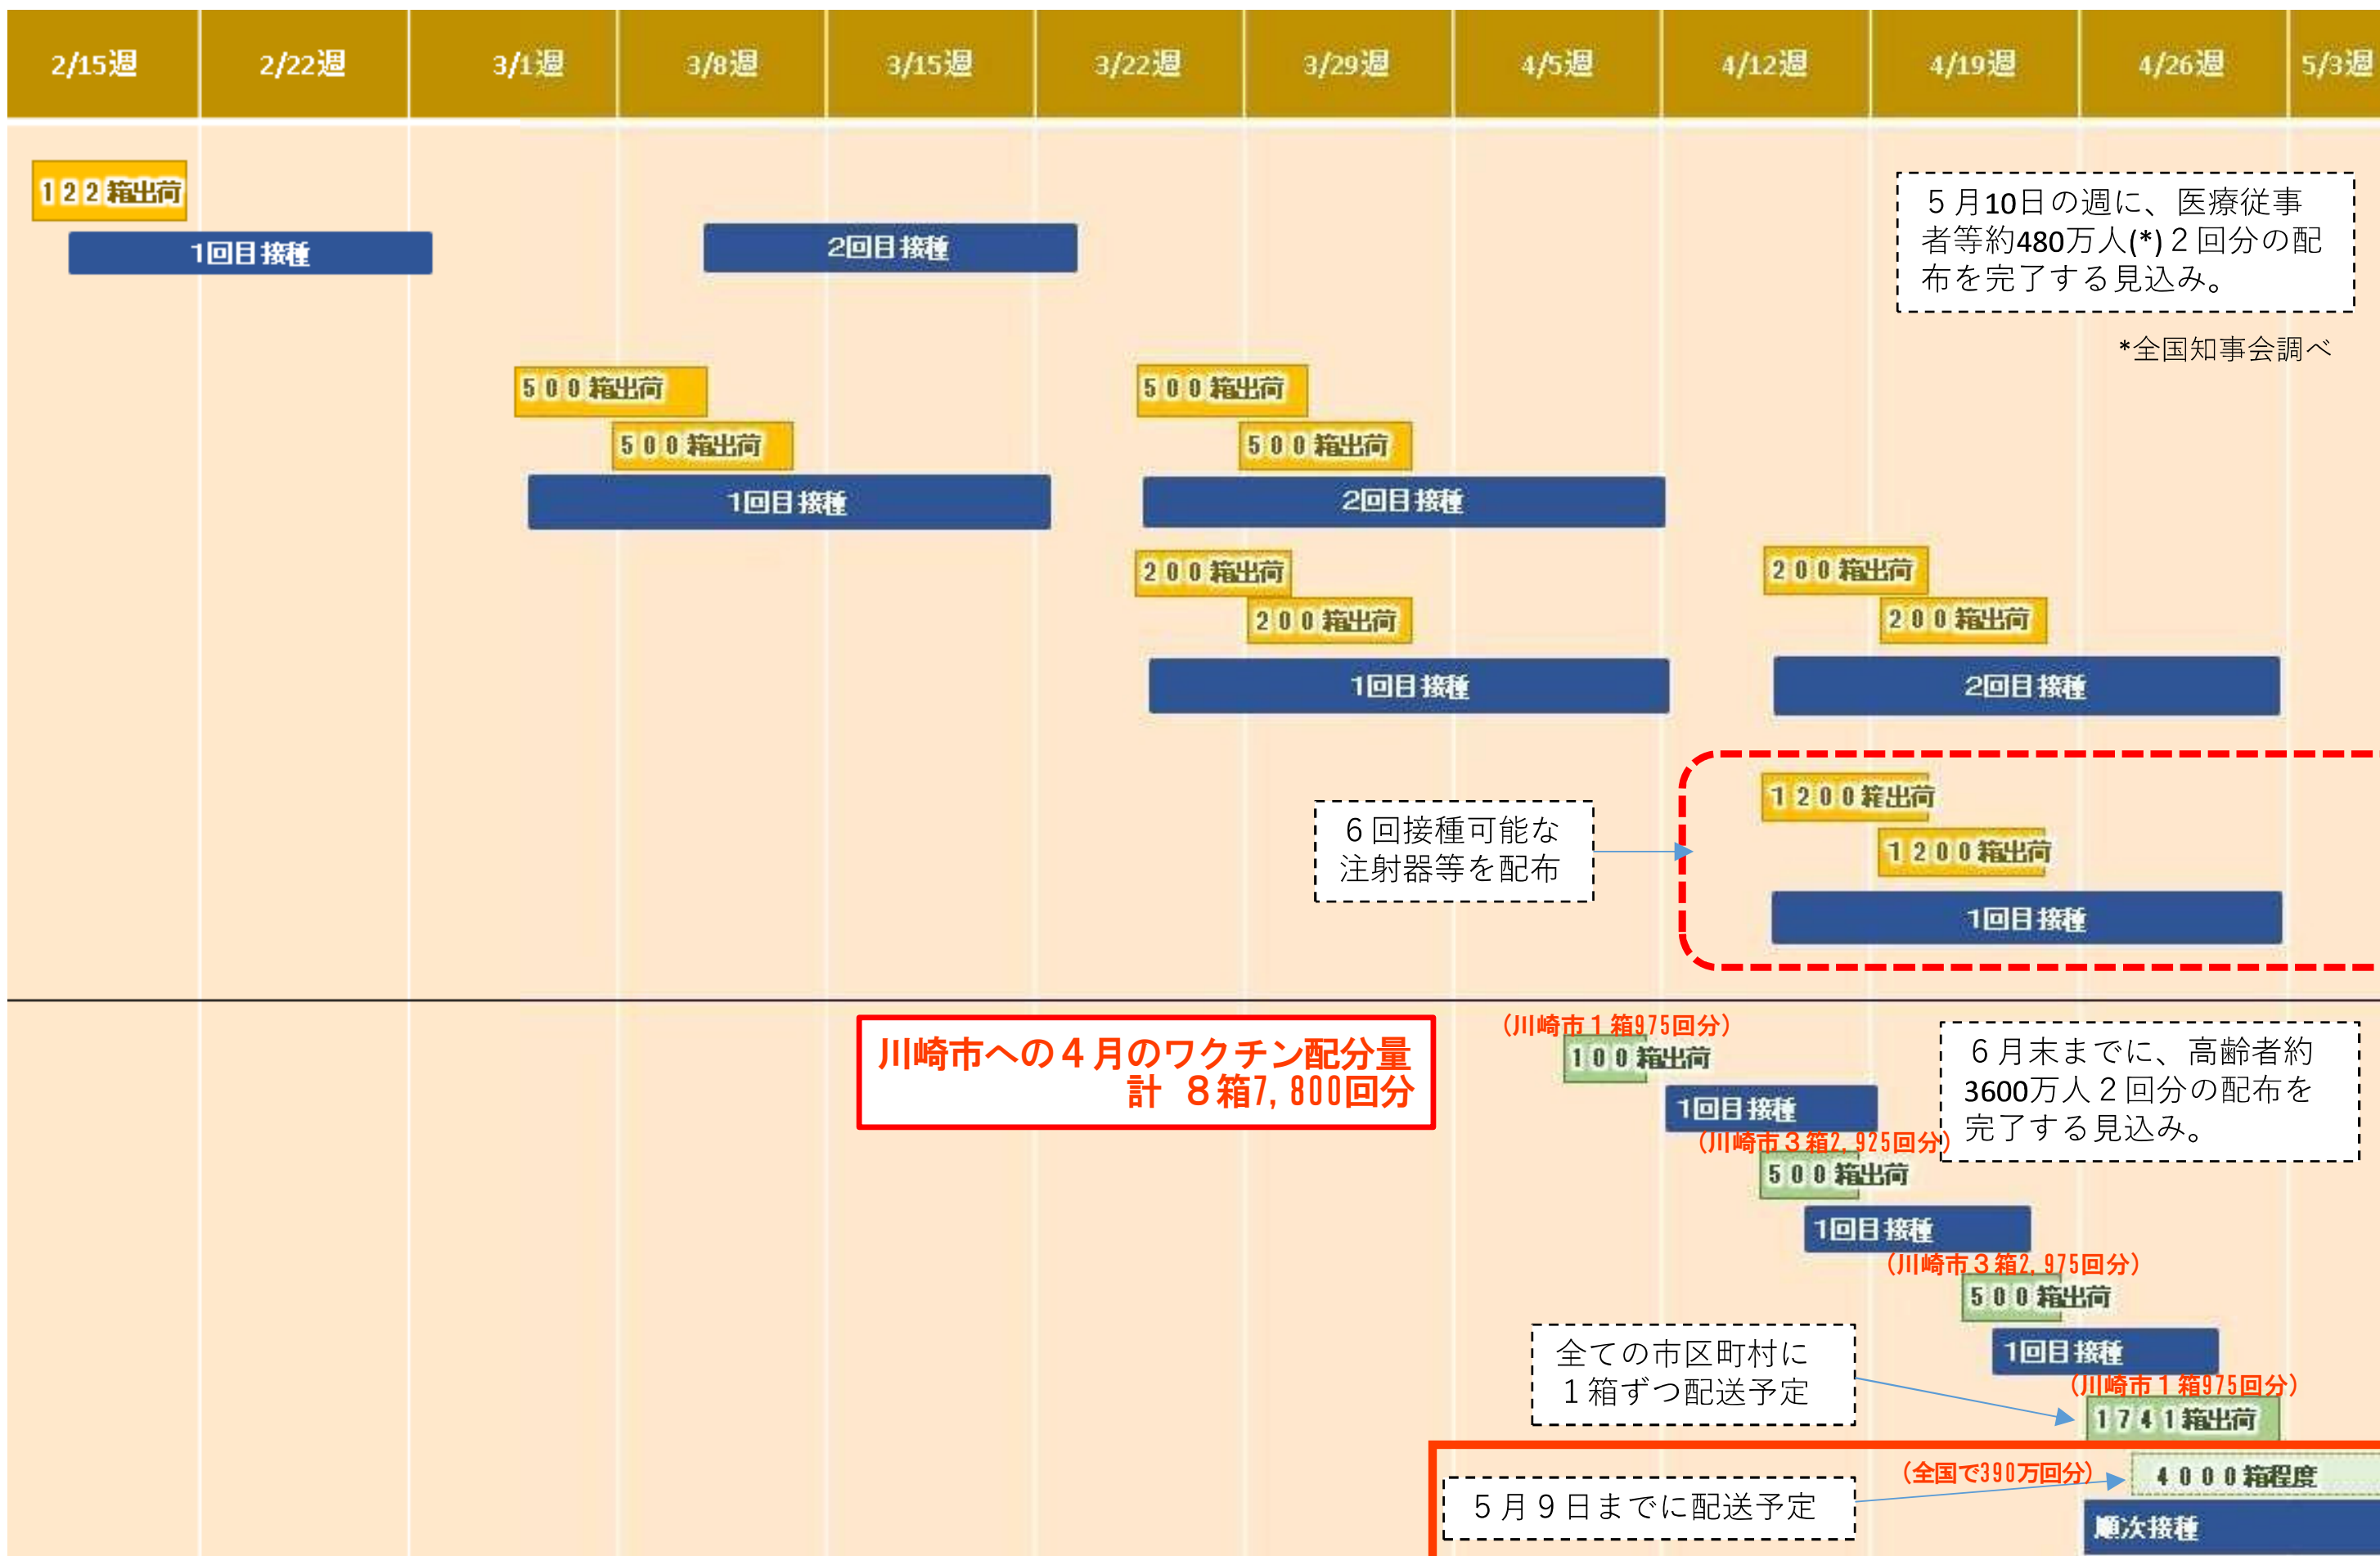 2/15週 2/22週 3/1週 3/8週 3/15週 3/22週 3/29週 4/5週 4/12週 4/19週 4/26週 5/3週
122箱出荷
1回目接種
2回目接種
5月10日の週に、医療従事
者等約480万人(*)2回分の配
布を完了する見込み。
*全国知事会調べ
500箱出荷
500箱出荷
1回目接種
500箱出荷
500箱出荷
2回目接種
200箱出荷
200箱出荷
1回目接種
200箱出荷
200箱出荷
2回目接種
6回接種可能な
注射器等を配布
1200箱出荷
1200箱出荷
1回目接種
川崎市への4月のワクチン配分量
計 8箱7,800回分
(川崎市1箱975回分)
100箱出荷
1回目接種
6月末までに、高齢者約
3600万人2回分の配布を
完了する見込み。
(川崎市3箱2,925回分)
500箱出荷
1回目接種
(川崎市3箱2,975回分)
500箱出荷
1回目接種
全ての市区町村に
1箱ずつ配送予定
(川崎市1箱975回分)
1741箱出荷
(全国で390万回分)
4000箱程度
5月9日までに配送予定
順次接種